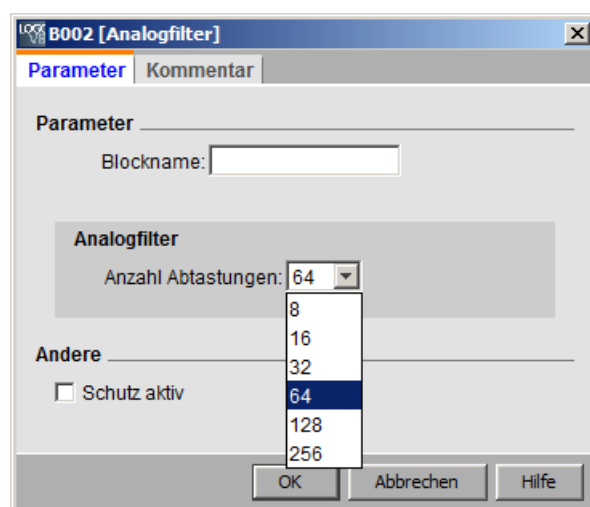 B002 [Analogfilter]
Parameter Kommentar
Parameter
Blockname:
Analogfilter
Anzahl Abtastungen: 64
8
16
32
64
128
256
Andere
Schutz aktiv
OK Abbrechen Hilfe